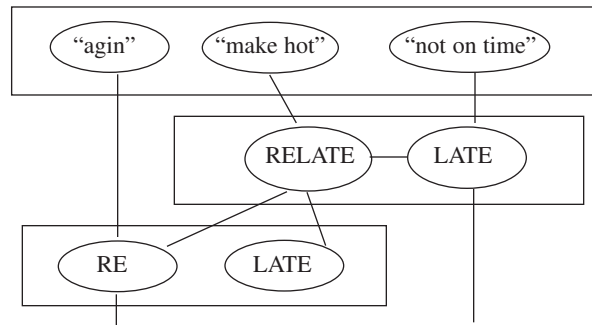 “agin” “make hot” “not on time”
RELATE LATE
RE LATE